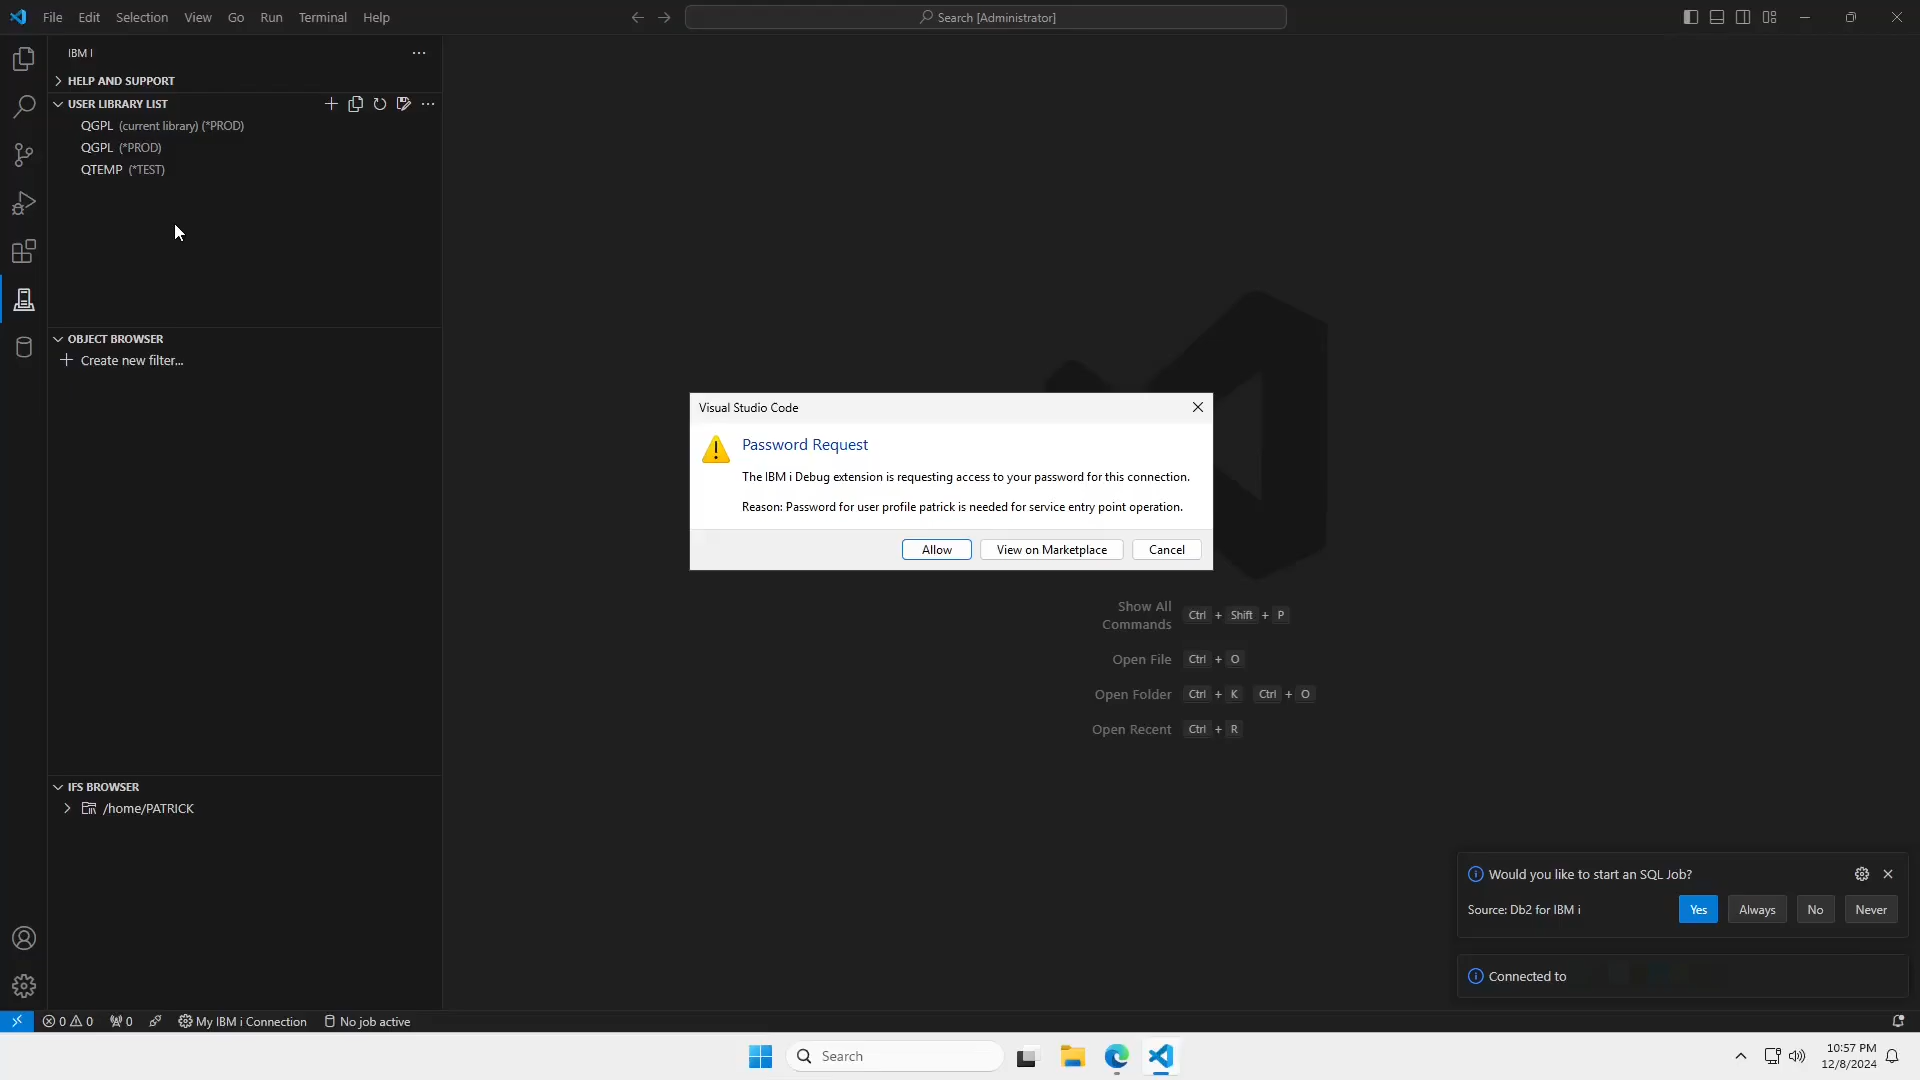 File Edit Selection View Go Run Terminal Help
Search [Administrator]
IBM I
HELP AND SUPPORT
USER LIBRARY LIST
QGPL (current library) (*PROD)
QGPL (*PROD)
QTEMP (*TEST)
OBJECT BROWSER
Create new filter...
Visual Studio Code
Password Request
The IBM i Debug extension is requesting access to your password for this connection.
Reason: Password for user profile patrick is needed for service entry point operation.
Allow View on Marketplace Cancel
Show All
Commands
Ctrl + Shift + P
Open File Ctrl + O
Open Folder Ctrl + K Ctrl + O
Open Recent Ctrl + R
IFS BROWSER
/home/PATRICK
Would you like to start an SQL Job?
Source: Db2 for IBM i Yes Always No Never
Connected to
0 0 0 My IBM i Connection No job active
Search
10:57 PM
12/8/2024